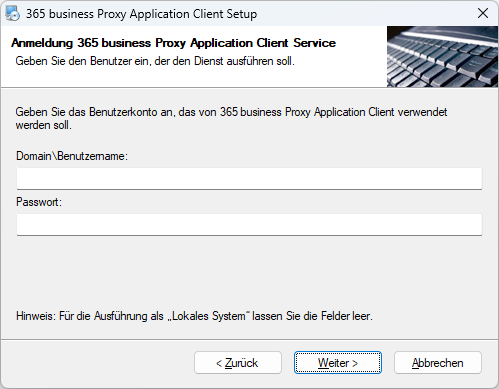 365 business Proxy Application Client Setup
Anmeldung 365 business Proxy Application Client Service
Geben Sie den Benutzer ein, der den Dienst ausführen soll.
Geben Sie das Benutzerkonto an, das von 365 business Proxy Application Client verwendet
werden soll.
Domain\Benutzername:
Passwort:
Hinweis: Für die Ausführung als „Lokales System“ lassen Sie die Felder leer.
< Zurück
Weiter >
Abbrechen